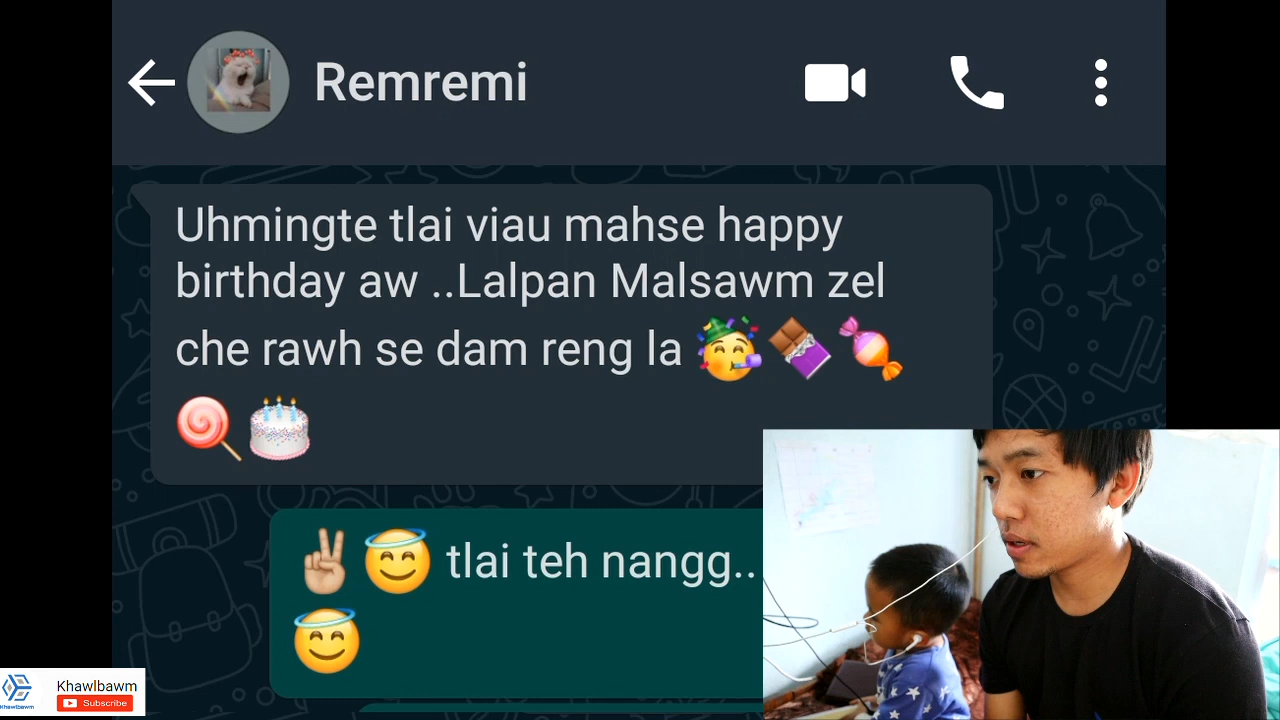 Remremi
Uhmingte tlai viau mahse happy
birthday aw ..Lalpan Malsawm zel
che rawh se dam reng la 🥳🍫🍬
🍭🎂
✌🏼😇 tlai teh nangg..
😇
Khawlbawm
Khawlbawm
Subscribe